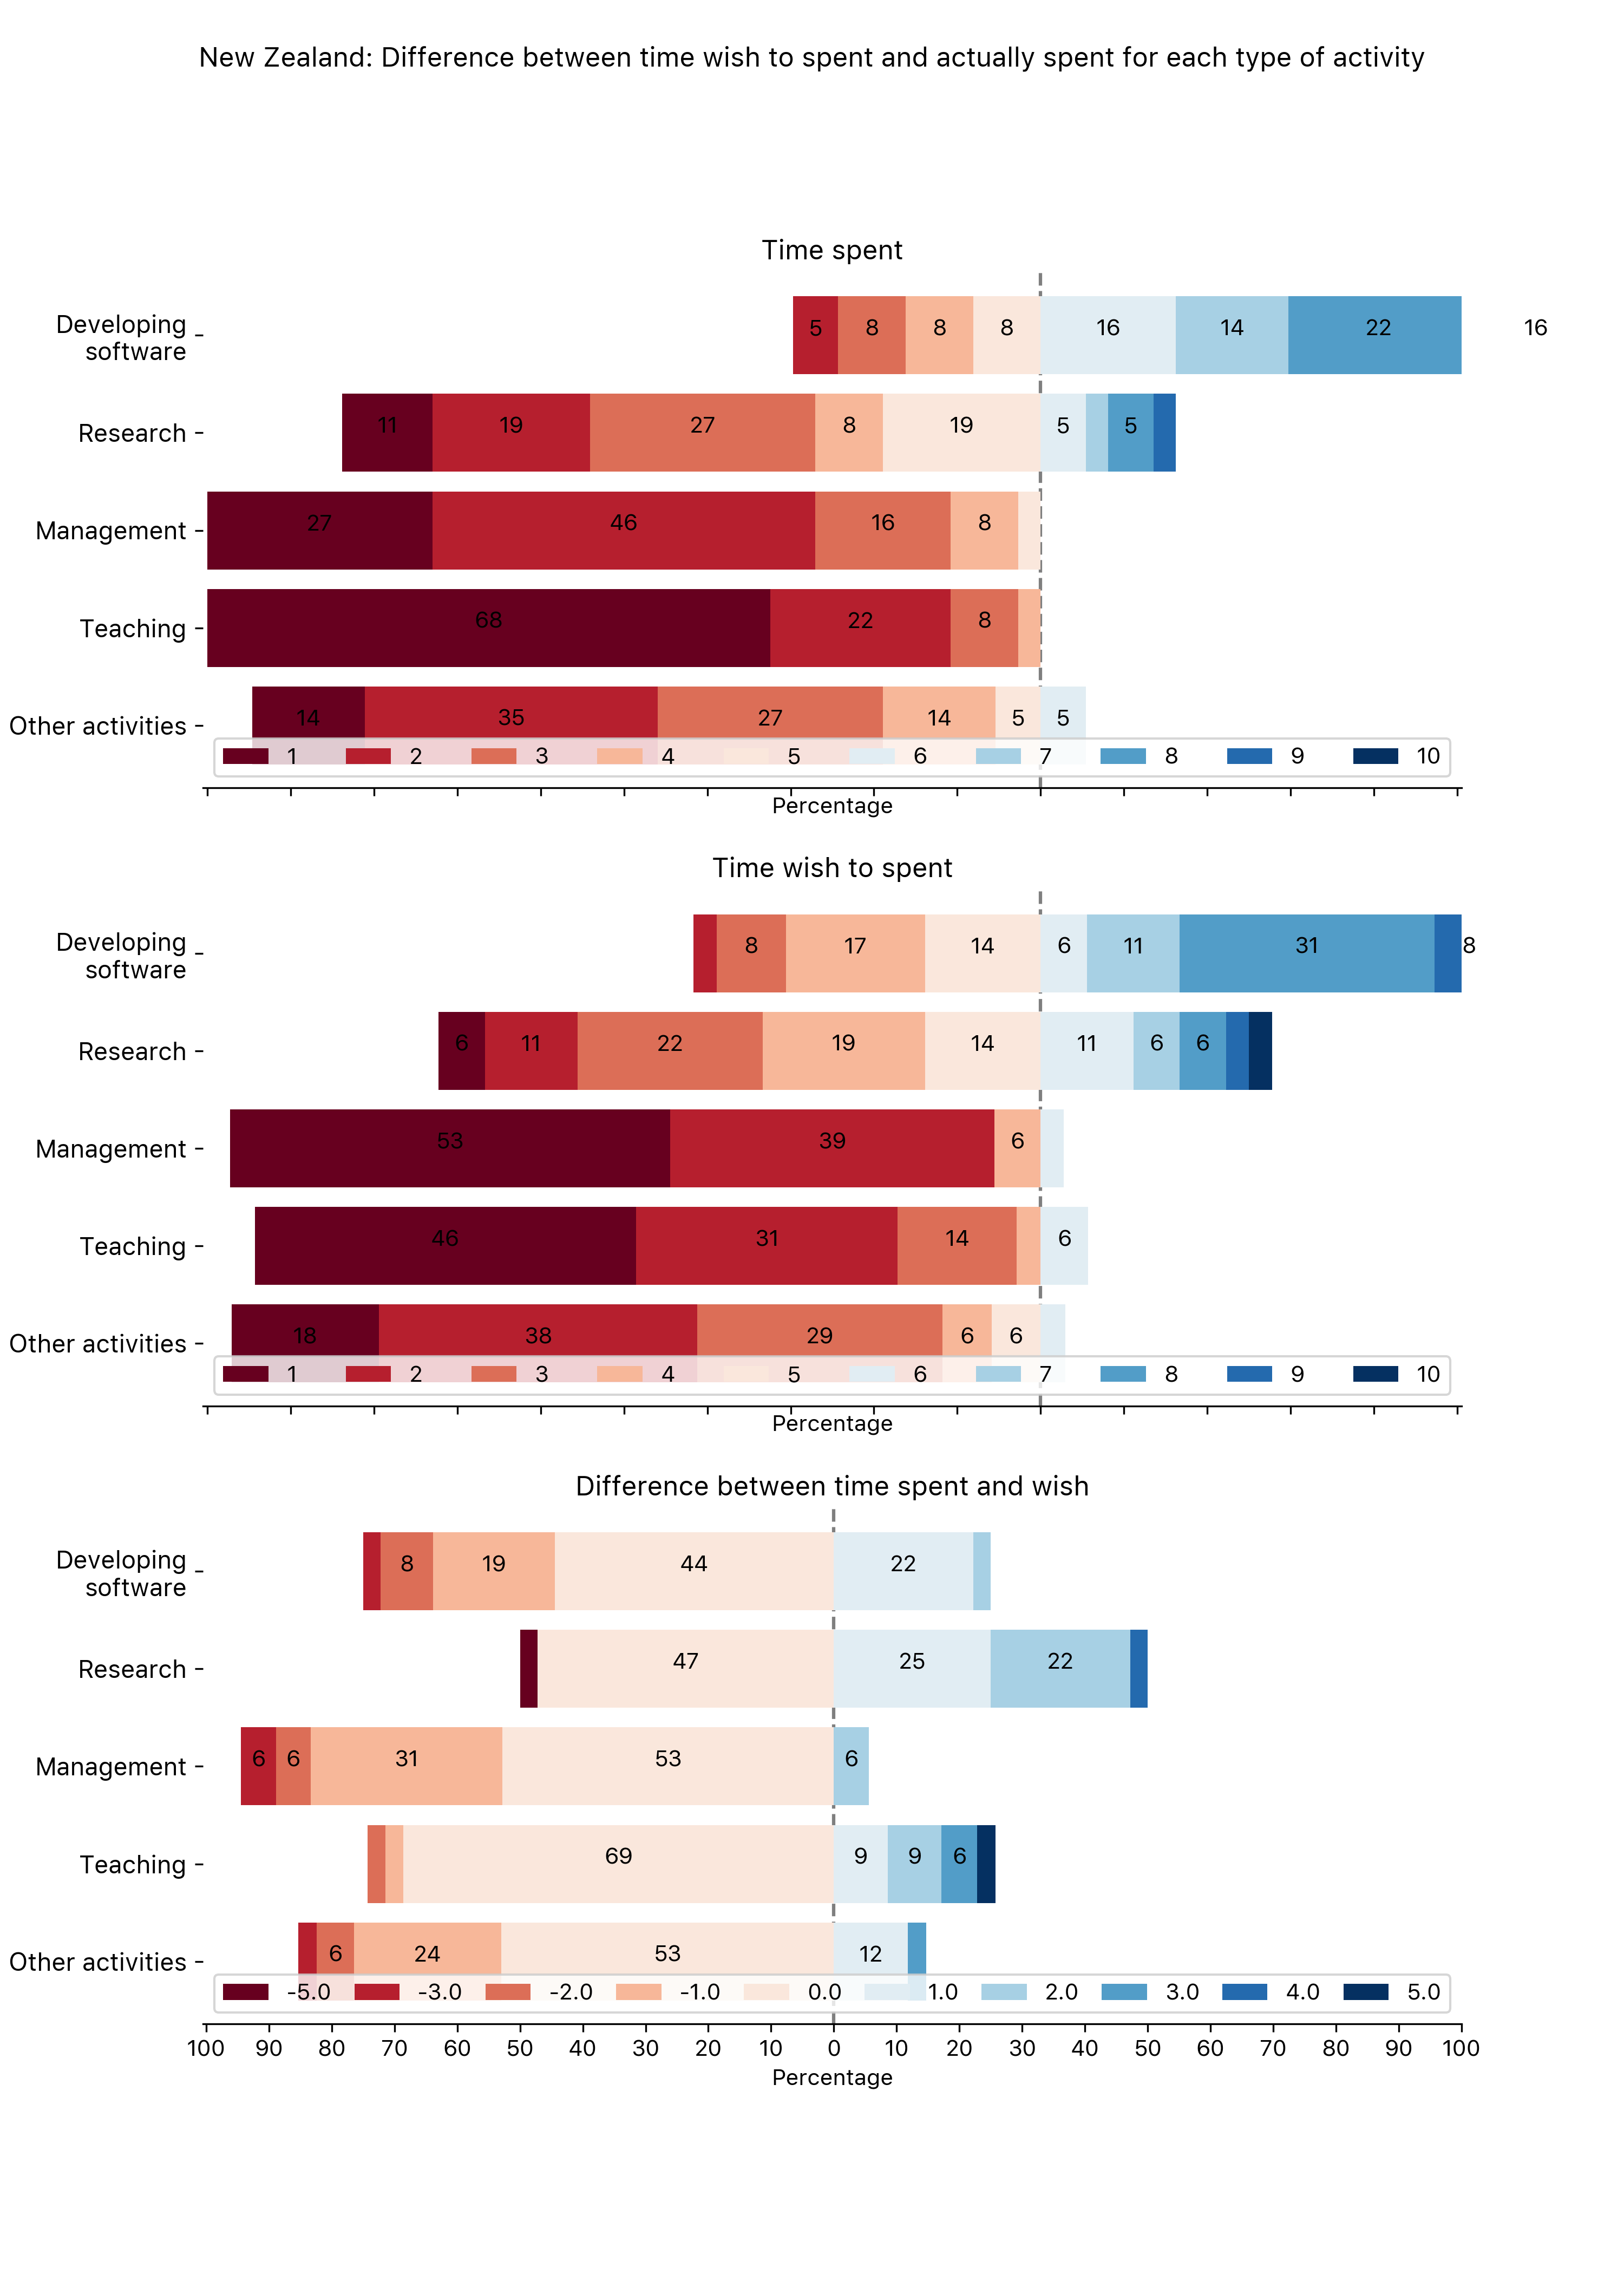 New Zealand: Difference between time wish to spent and actually spent for each type of activity
Time spent
Developing
software
5 8 8 8 16 14 22 16
Research
11 19 27 8 19 5 5
Management
27 46 16 8
Teaching
68 22 8
Other activities
14 35 27 14 5 5
1 2 3 4 5 6 7 8 9 10
Percentage
Time wish to spent
Developing
software
8 17 14 6 11 31 8
Research
6 11 22 19 14 11 6 6
Management
53 39 6
Teaching
46 31 14 6
Other activities
18 38 29 6 6
1 2 3 4 5 6 7 8 9 10
Percentage
Difference between time spent and wish
Developing
software
8 19 44 22
Research
47 25 22
Management
6 6 31 53 6
Teaching
69 9 9 6
Other activities
6 24 53 12
-5.0 -3.0 -2.0 -1.0 0.0 1.0 2.0 3.0 4.0 5.0
100 90 80 70 60 50 40 30 20 10 0 10 20 30 40 50 60 70 80 90 100
Percentage